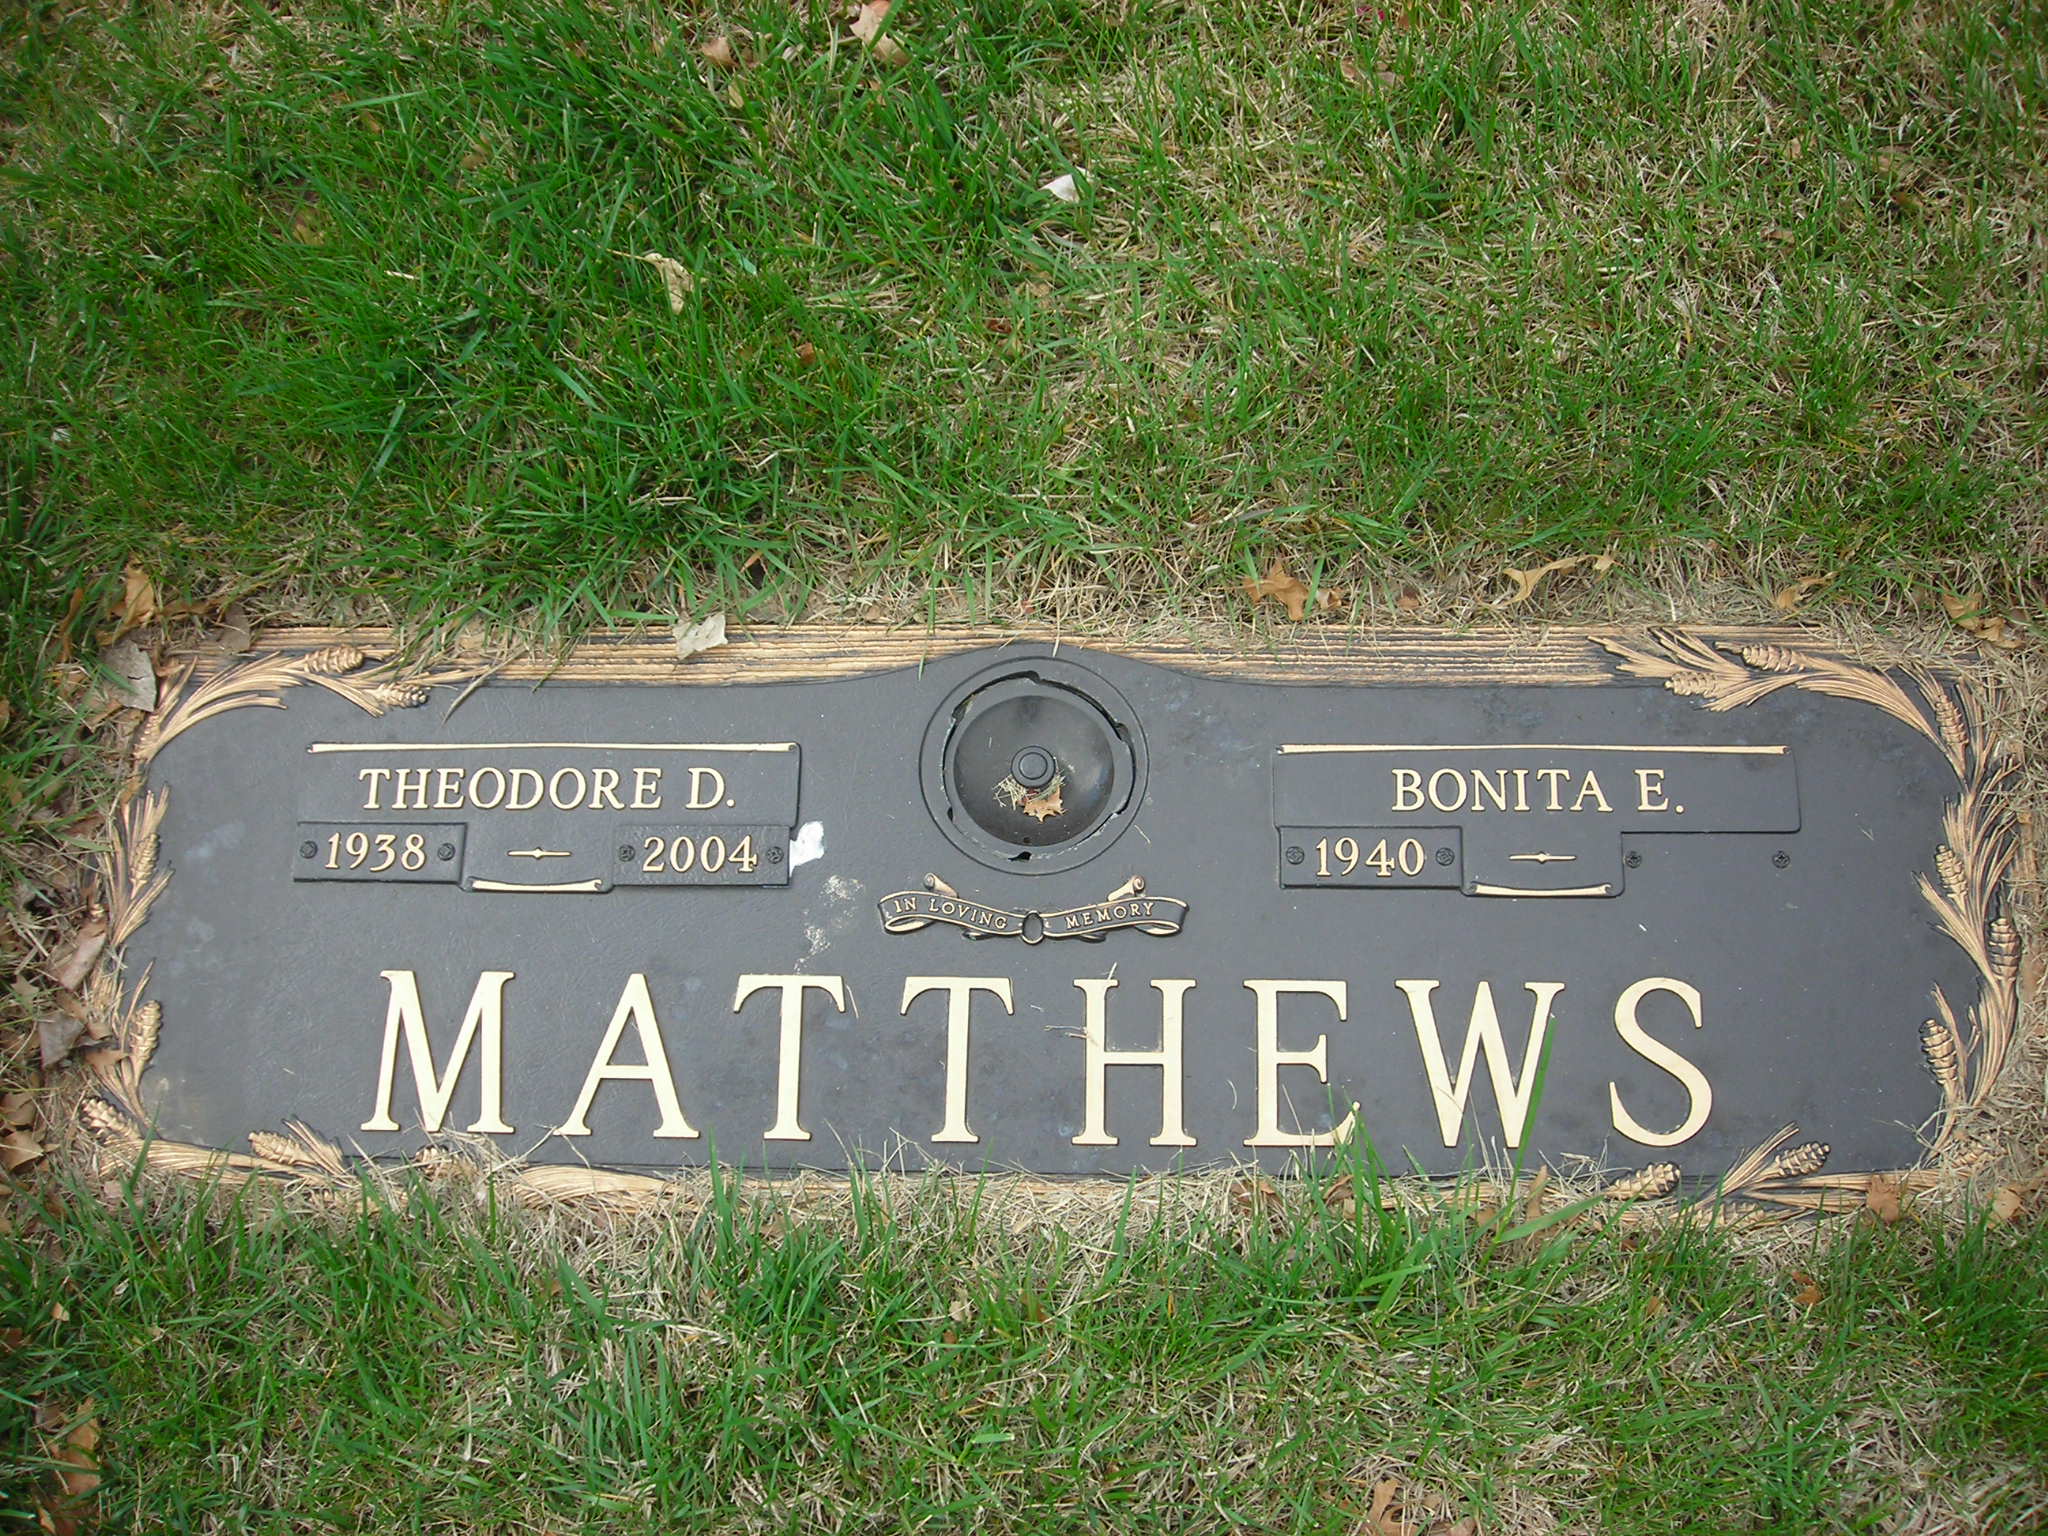 THEODORE D.
1938 2004
BONITA E.
1940
IN LOVING MEMORY
MATTHEWS